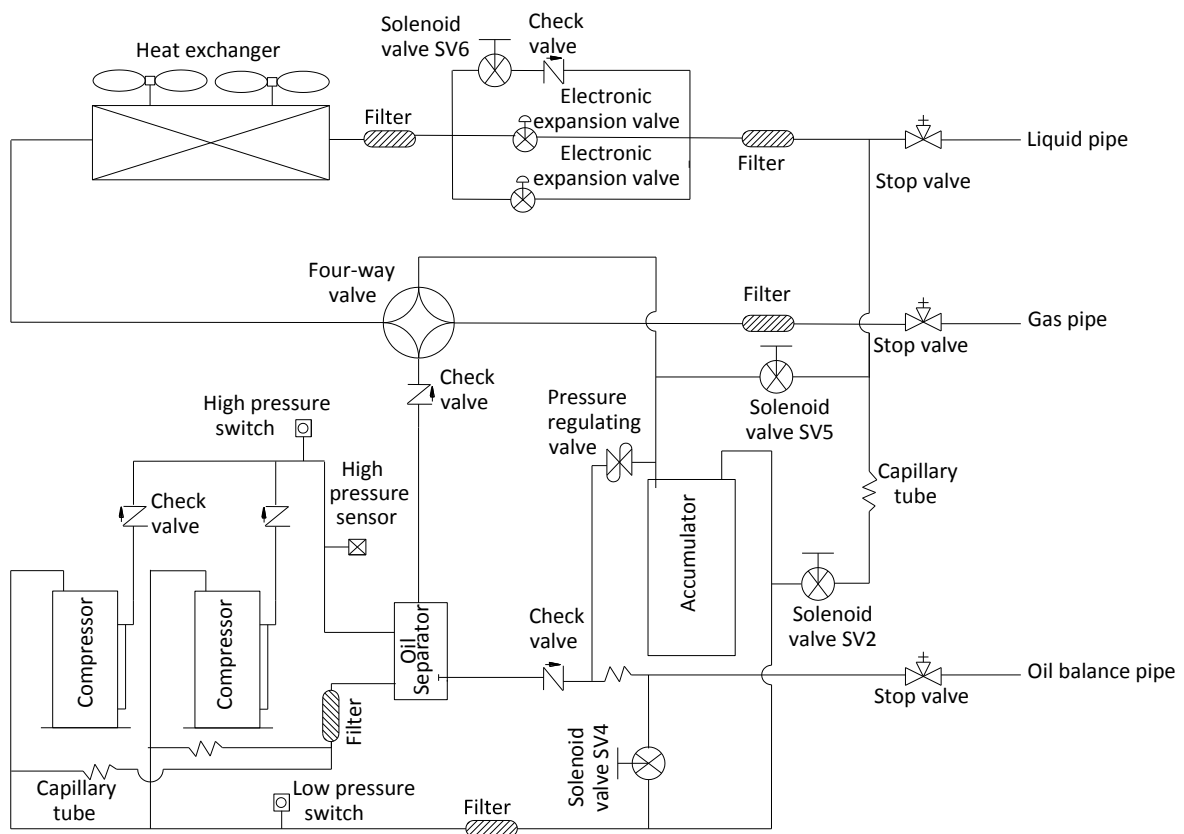 Heat exchanger
Solenoid
valve SV6
Check
valve
Filter
Electronic
expansion valve
Electronic
expansion valve
Filter
Stop valve
Liquid pipe
Four-way
valve
Filter
Stop valve
Gas pipe
Check
valve
High pressure
switch
Pressure
regulating
valve
Solenoid
valve SV5
High
pressure
sensor
Check
valve
Capillary
tube
Accumulator
Compressor
Compressor
Oil
Separator
Check
valve
Solenoid
valve SV2
Oil balance pipe
Stop valve
Filter
Solenoid
valve SV4
Capillary
tube
Low pressure
switch
Filter